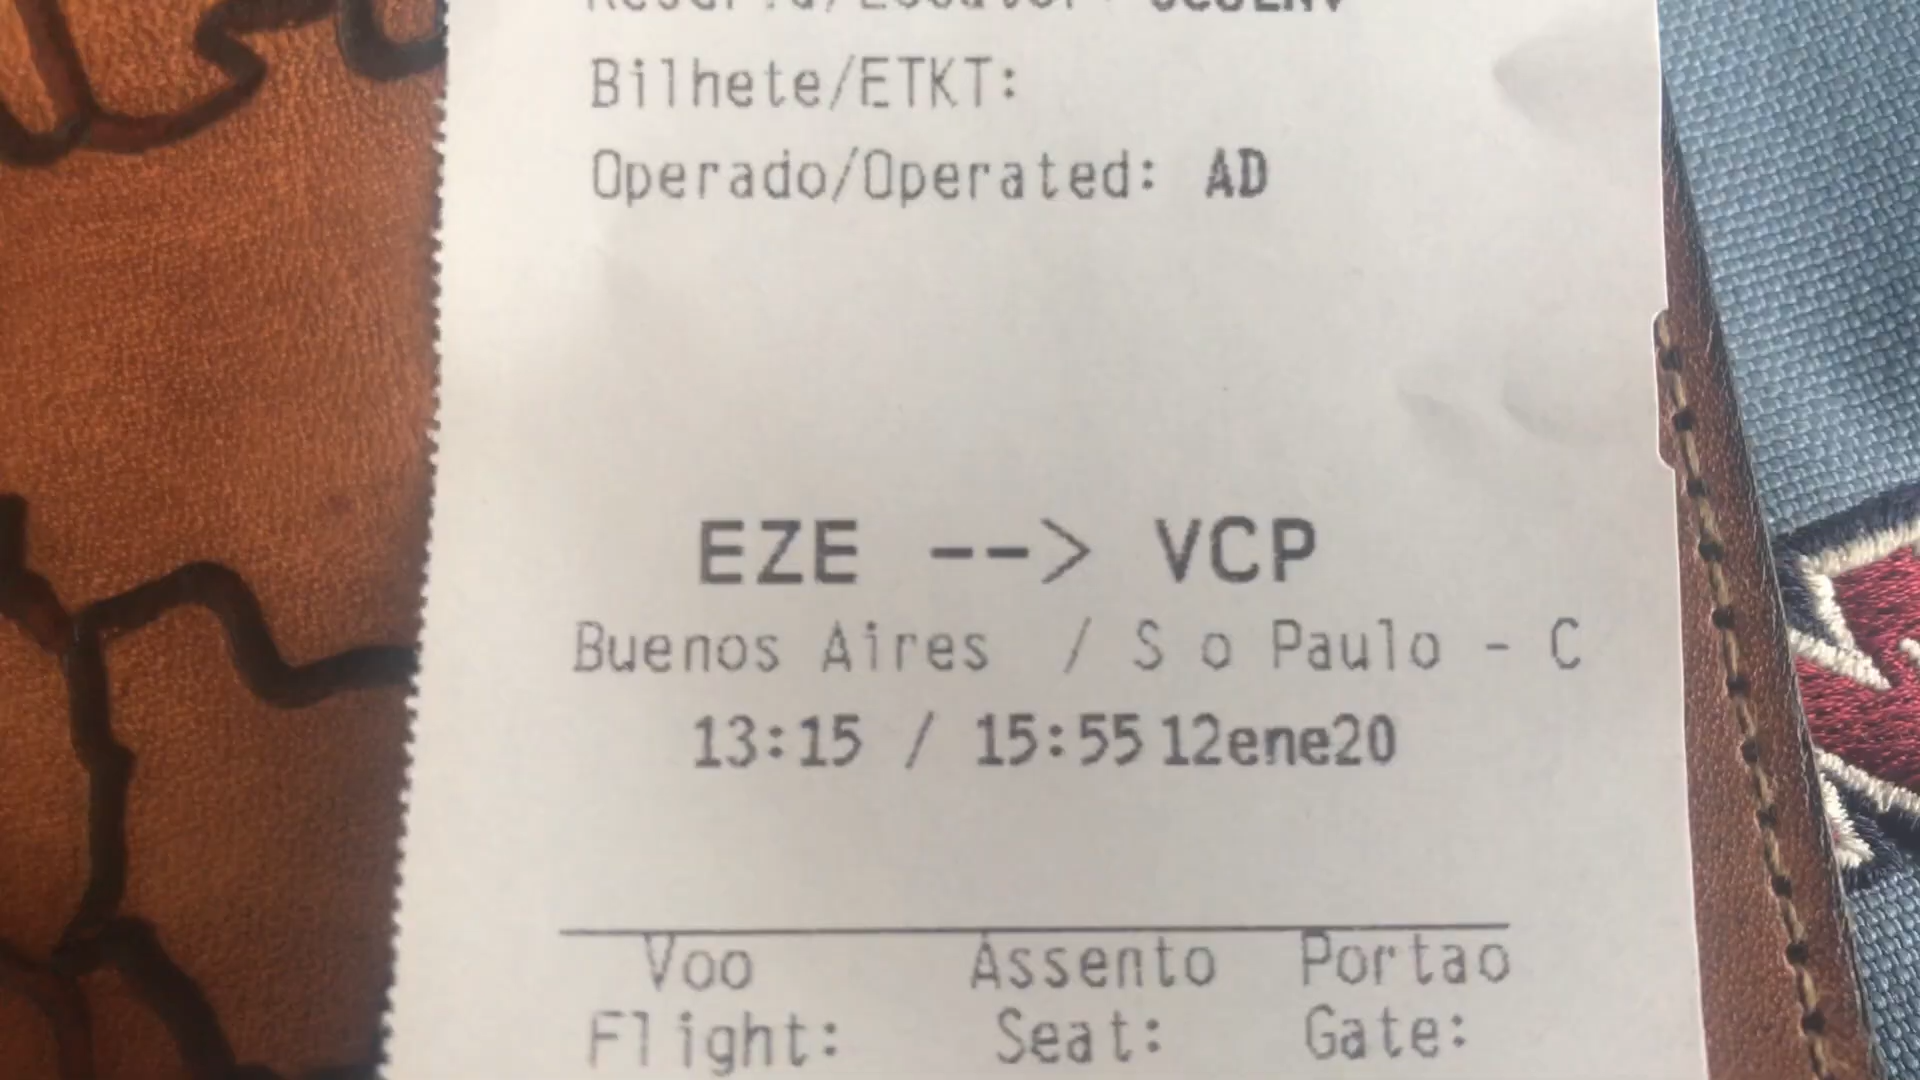 Bilhete/ETKT:
Operado/Operated: AD
EZE --> VCP
Buenos Aires / S o Paulo - C
13:15 / 15:55 12ene20
Voo Assento Portao
Flight: Seat: Gate: